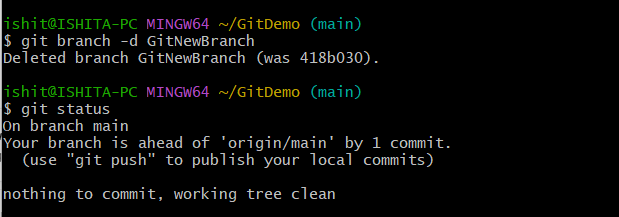 ishit@ISHITA-PC MINGW64 ~/GitDemo (main)
$ git branch -d GitNewBranch
Deleted branch GitNewBranch (was 418b030).
ishit@ISHITA-PC MINGW64 ~/GitDemo (main)
$ git status
On branch main
Your branch is ahead of 'origin/main' by 1 commit.
  (use "git push" to publish your local commits)
nothing to commit, working tree clean